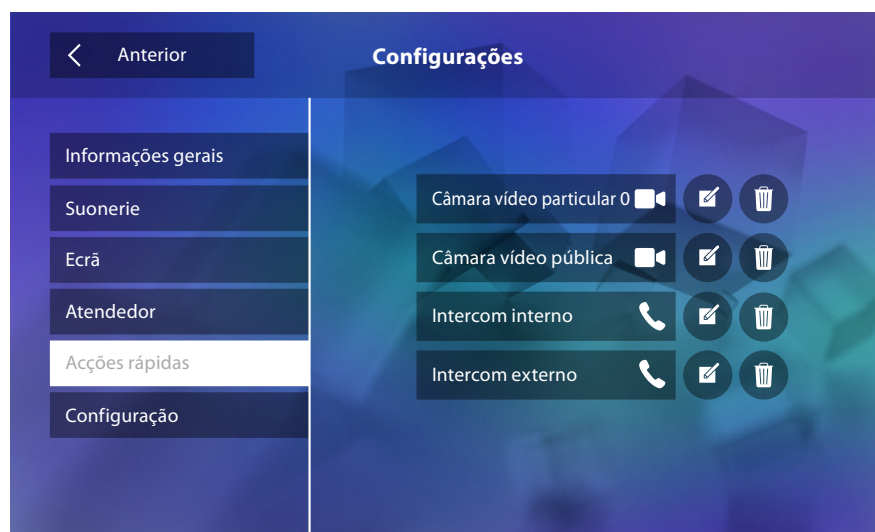 Anterior
Configurações
Informações gerais
Suonerie
Ecrã
Atendedor
Acções rápidas
Configuração
Câmara vídeo particular 0
Câmara vídeo pública
Intercom interno
Intercom externo